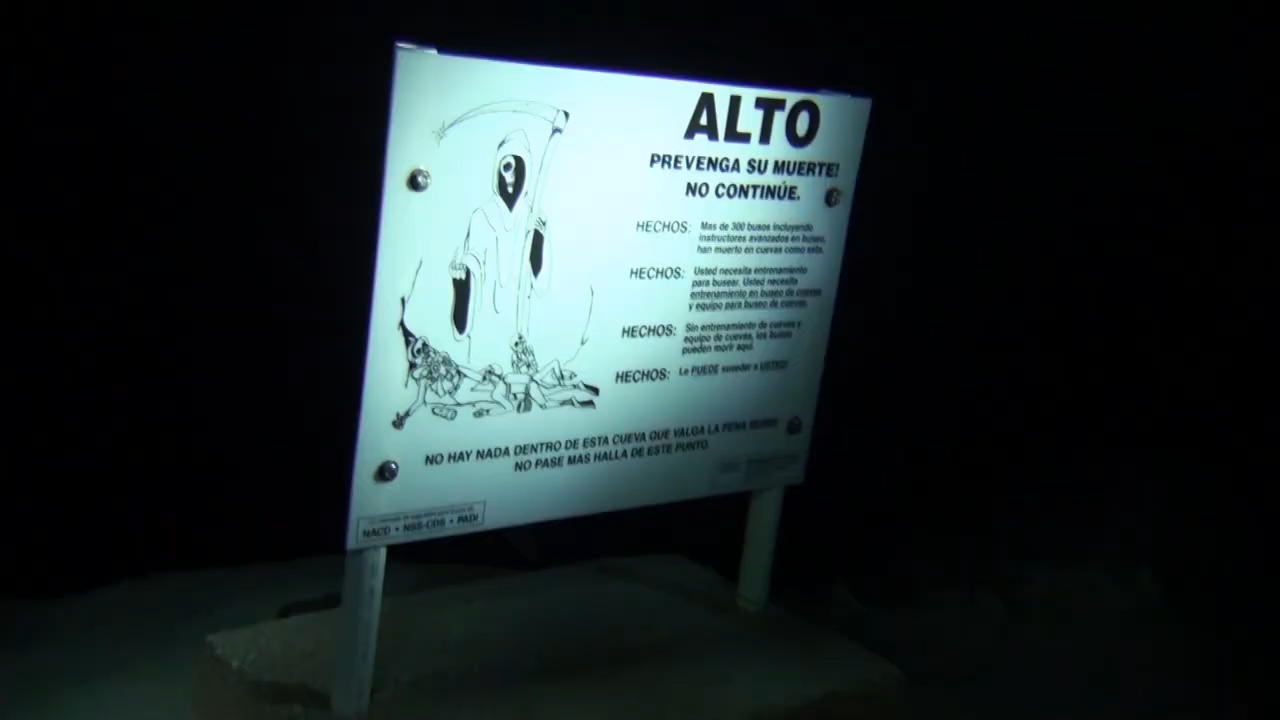 ALTO
PREVENGA SU MUERTE!
NO CONTINÚE.
HECHOS: Mas de 300 busos incluyendo
instructores avanzados en buseo,
han muerto en cuevas como esta.
HECHOS: Usted necesita entrenamiento
para busear. Usted necesita
entrenamiento en buseo de cuevas
y equipo para buseo de cuevas.
HECHOS: Sin entrenamiento de cuevas y
equipo de cuevas, los busos
pueden morir aqui.
HECHOS: Le PUEDE suceder a USTED!
NO HAY NADA DENTRO DE ESTA CUEVA QUE VALGA LA PENA
NO PASE MAS HALLA DE ESTE PUNTO.
NACD • NSS-CDS • PADI